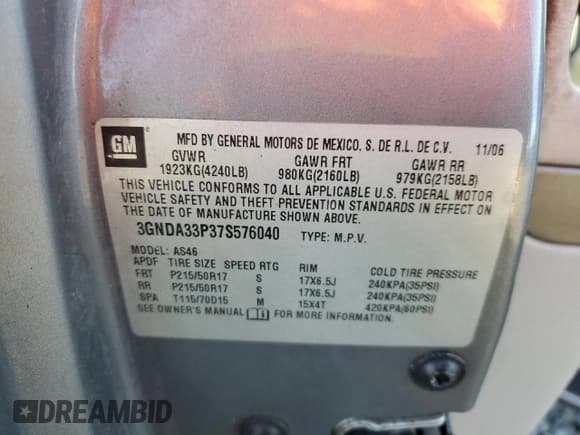 GM MFD BY GENERAL MOTORS DE MEXICO, S. DE R.L. DE C.V. 11/06
GVWR GAWR FRT GAWR RR
1923KG(4240LB) 980KG(2160LB) 979KG(2158LB)
THIS VEHICLE CONFORMS TO ALL APPLICABLE U.S. FEDERAL MOTOR
VEHICLE SAFETY AND THEFT PREVENTION STANDARDS IN EFFECT ON
THE DATE OF MANUFACTURE SHOWN ABOVE.
3GNDA33P37S576040 TYPE: M.P.V.
MODEL: AS46
APDF TIRE SIZE SPEED RTG RIM COLD TIRE PRESSURE
FRT P215/50R17 S 17X6.5J 240KPA(35PSI)
RR P215/50R17 S 17X6.5J 240KPA(35PSI)
SPA T115/70D15 M 15X4T 420KPA(60PSI)
SEE OWNER'S MANUAL FOR MORE INFORMATION.
DREAMBID